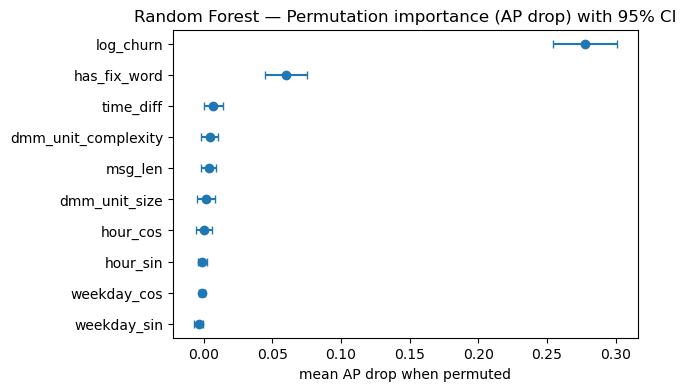 Random Forest — Permutation importance (AP drop) with 95% CI
log_churn
has_fix_word
time_diff
dmm_unit_complexity
msg_len
dmm_unit_size
hour_cos
hour_sin
weekday_cos
weekday_sin
0.00 0.05 0.10 0.15 0.20 0.25 0.30
mean AP drop when permuted